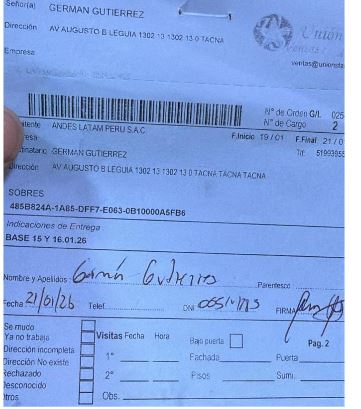 Señor(a) GERMAN GUTIERREZ
Dirección AV AUGUSTO B LEGUIA 1302 13 1302 13 0 TACNA
Empresa
Unión
ventas@unionsta
N° de Orden G/I. 025
N° de Cargo 2
ANDES LATAM PERU S.A.C
F.Inicio 19 / 01 F.Final 21 / 0
GERMAN GUTIERREZ
51993655
Dirección AV AUGUSTO B LEGUIA 1302 13 1302 13 0 TACNA TACNA TACNA
SOBRES
485B824A-1A85-DFF7-E063-0B10000A5FB6
Indicaciones de Entrega
BASE 15 Y 16.01.26
Nombre y Apellidos: Germán Gutierrez Parentesco
Fecha 21/01/26 Telef. DNI FIRMA
Se mudo
Ya no trabaja
Visitas Fecha Hora Bajo puerta Pag. 2
Dirección incompleta
Dirección No existe
1° Fachada Puerta
Rechazado
2° Pisos Sumi.
Desconocido
Otros
Obs.